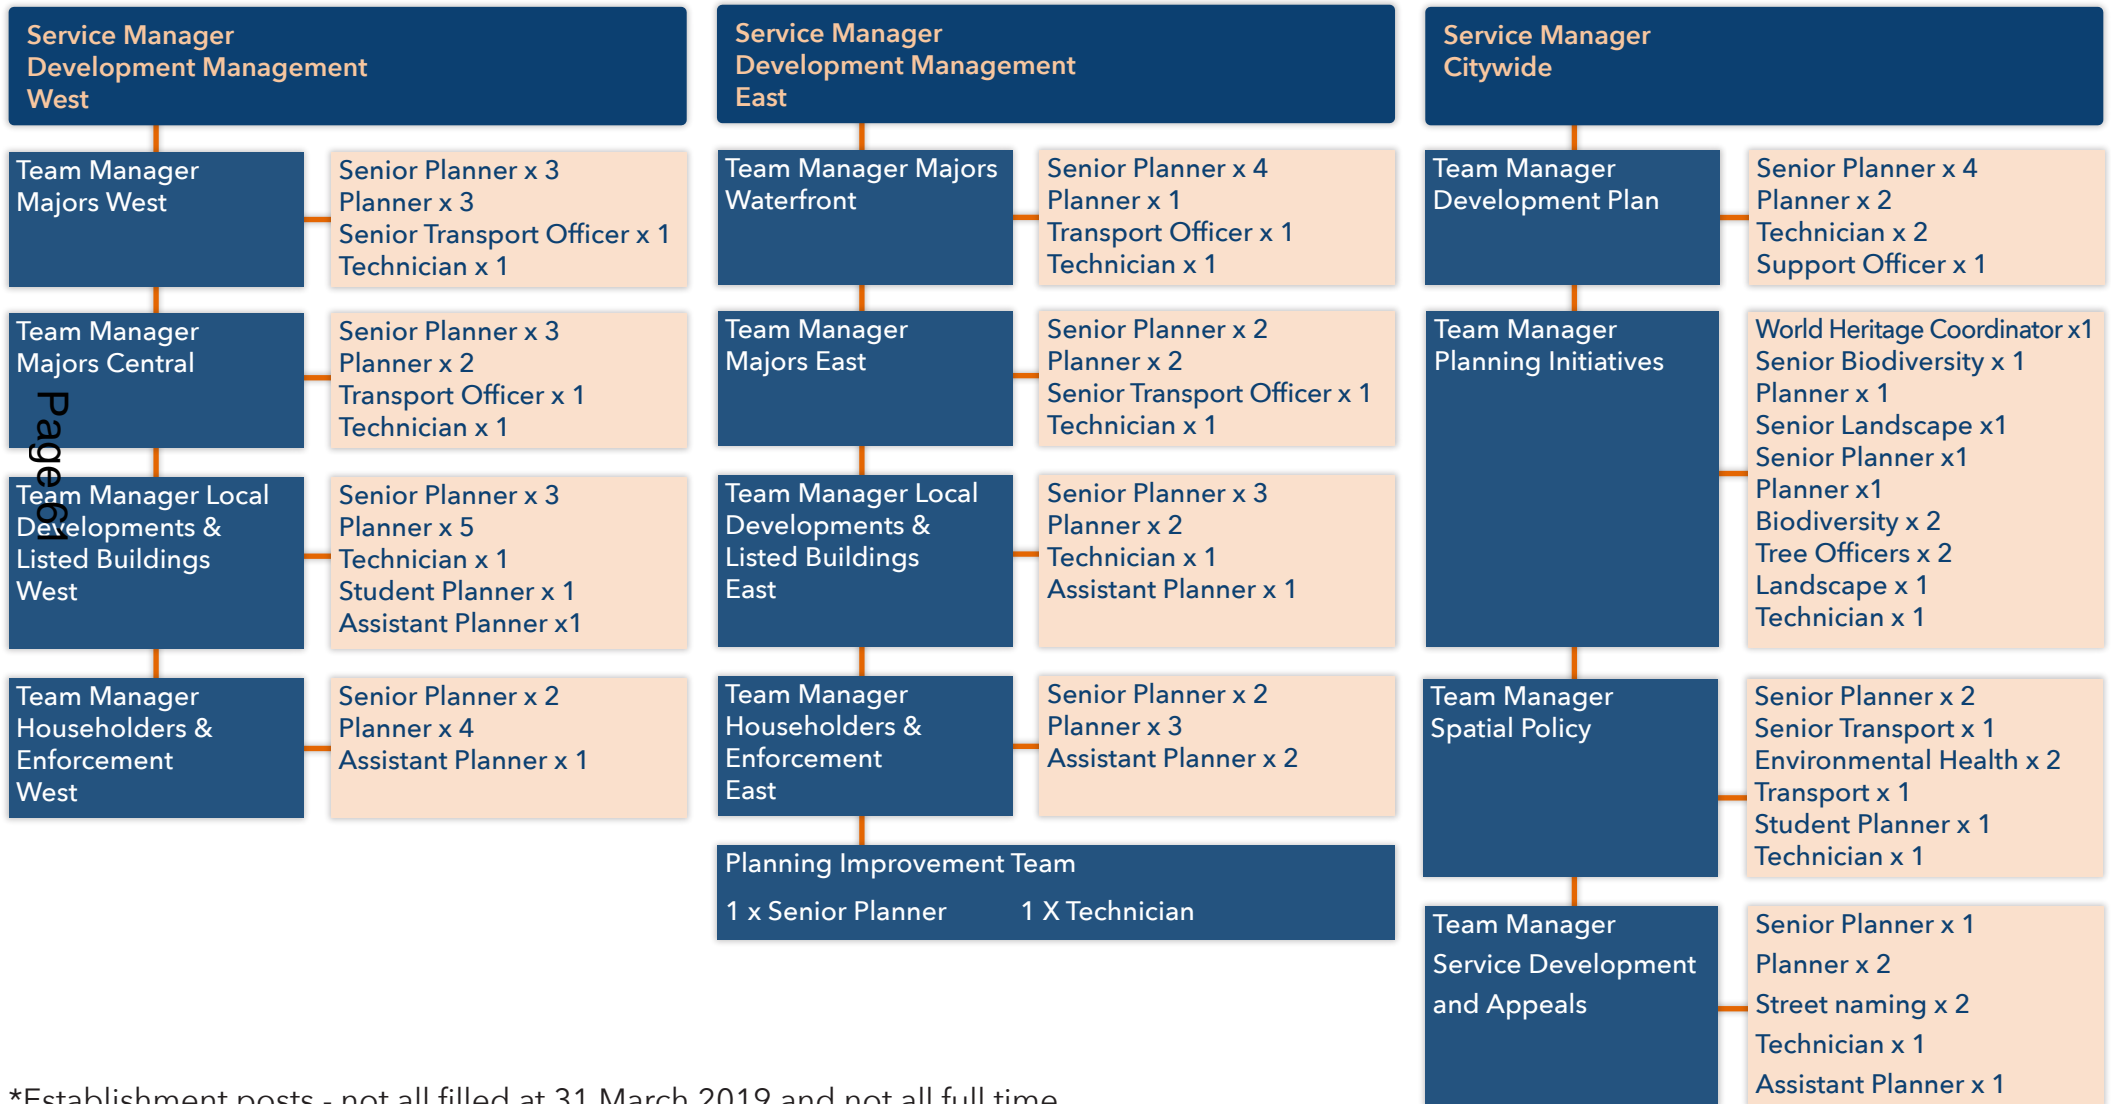 Service Manager
Development Management
West
Team Manager
Majors West
Senior Planner x 3
Planner x 3
Senior Transport Officer x 1
Technician x 1
Team Manager
Majors Central
Senior Planner x 3
Planner x 2
Transport Officer x 1
Technician x 1
Page 61
Team Manager Local
Developments &
Listed Buildings
West
Senior Planner x 3
Planner x 5
Technician x 1
Student Planner x 1
Assistant Planner x1
Team Manager
Householders &
Enforcement
West
Senior Planner x 2
Planner x 4
Assistant Planner x 1
Service Manager
Development Management
East
Team Manager Majors
Waterfront
Senior Planner x 4
Planner x 1
Transport Officer x 1
Technician x 1
Team Manager
Majors East
Senior Planner x 2
Planner x 2
Senior Transport Officer x 1
Technician x 1
Team Manager Local
Developments &
Listed Buildings
East
Senior Planner x 3
Planner x 2
Technician x 1
Assistant Planner x 1
Team Manager
Householders &
Enforcement
East
Senior Planner x 2
Planner x 3
Assistant Planner x 2
Planning Improvement Team
1 x Senior Planner 1 X Technician
Service Manager
Citywide
Team Manager
Development Plan
Senior Planner x 4
Planner x 2
Technician x 2
Support Officer x 1
Team Manager
Planning Initiatives
World Heritage Coordinator x1
Senior Biodiversity x 1
Planner x 1
Senior Landscape x1
Senior Planner x1
Planner x1
Biodiversity x 2
Tree Officers x 2
Landscape x 1
Technician x 1
Team Manager
Spatial Policy
Senior Planner x 2
Senior Transport x 1
Environmental Health x 2
Transport x 1
Student Planner x 1
Technician x 1
Team Manager
Service Development
and Appeals
Senior Planner x 1
Planner x 2
Street naming x 2
Technician x 1
Assistant Planner x 1
*Establishment posts - not all filled at 31 March 2019 and not all full time